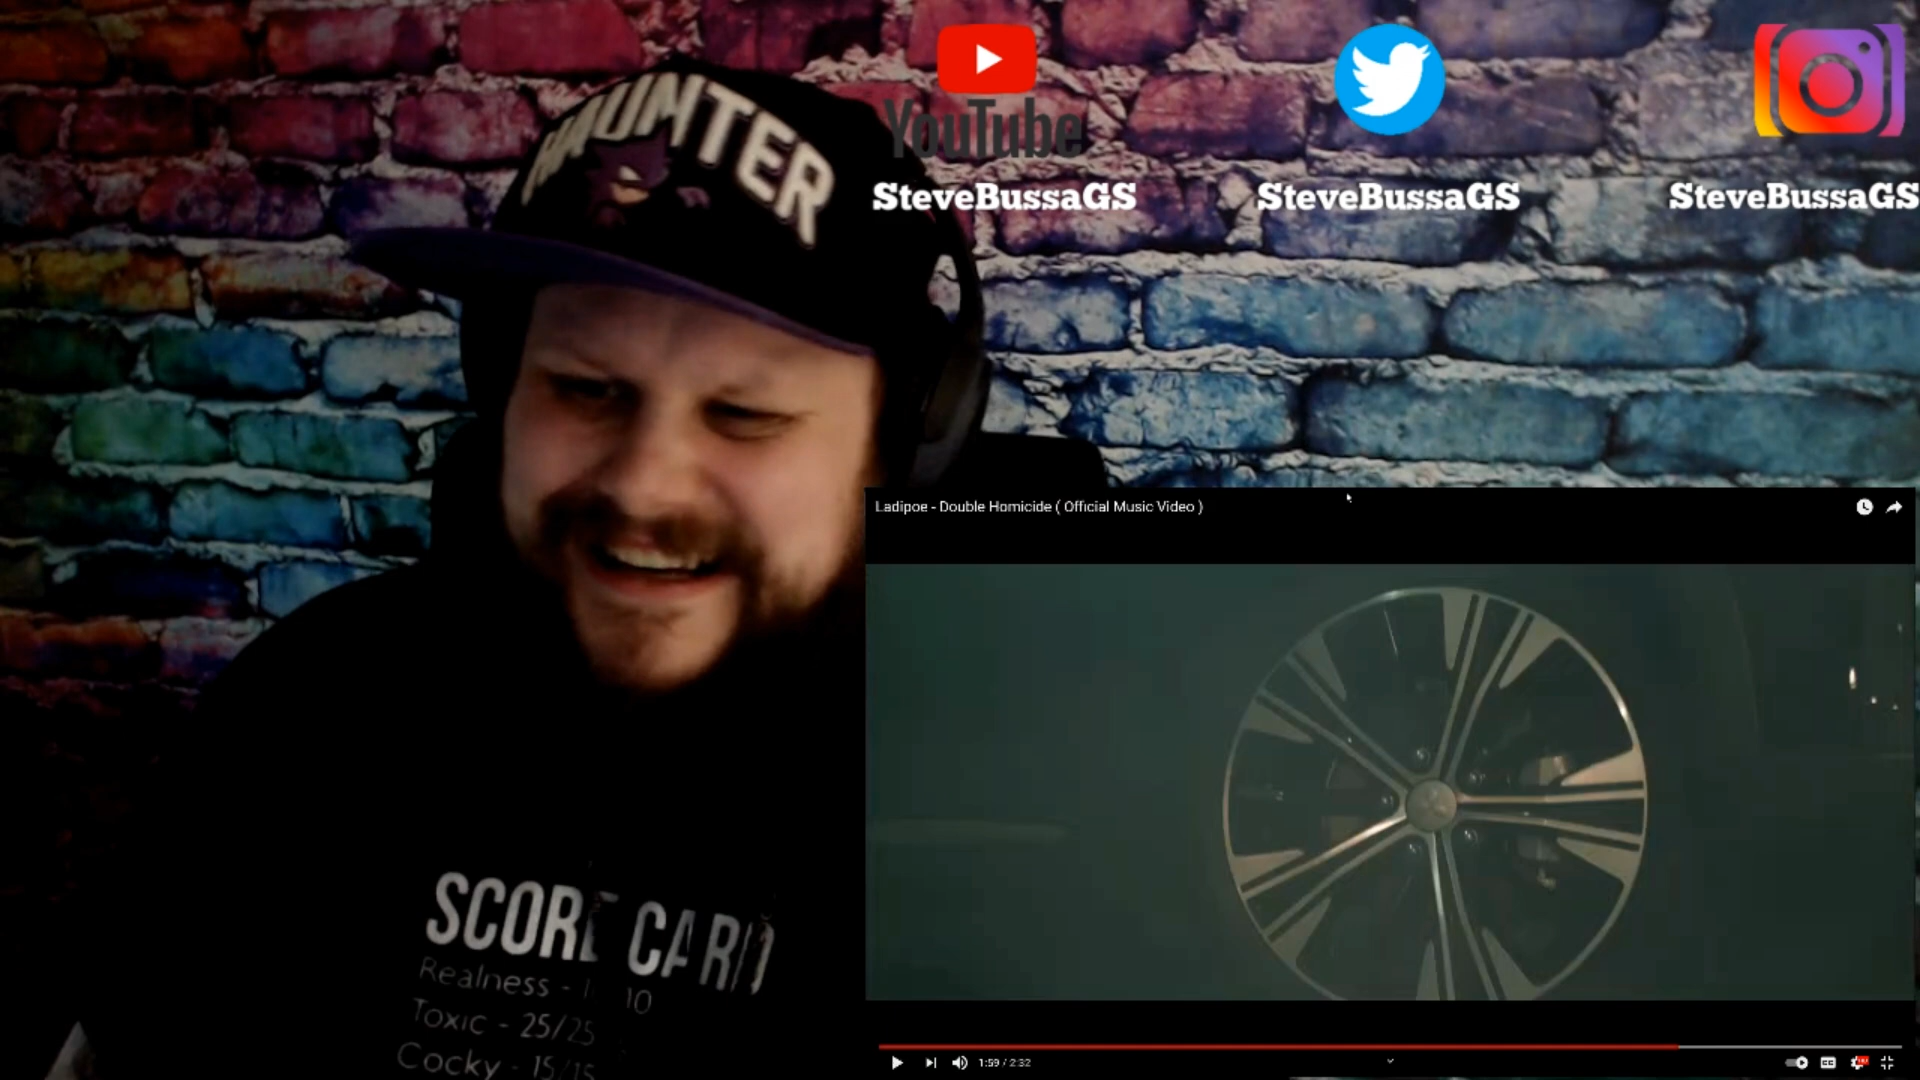 HAUNTER
YouTube
SteveBussaGS
SteveBussaGS
SteveBussaGS
Ladipoe - Double Homicide ( Official Music Video )
SCORE CARD
Realness - 10
Toxic - 25/25
Cocky - 15/15
1:59 / 2:32
CC